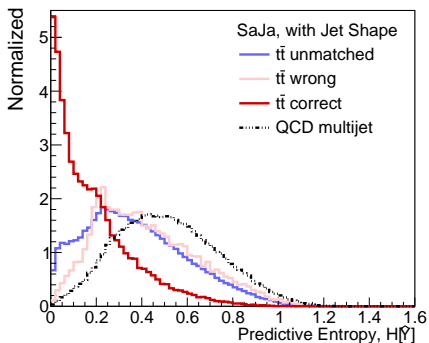 SaJa, with Jet Shape
tt̄ unmatched
tt̄ wrong
tt̄ correct
QCD multijet
Normalized
5
4
3
2
1
0
0 0.2 0.4 0.6 0.8 1 1.2 1.4 1.6
Predictive Entropy, H[Ŷ]